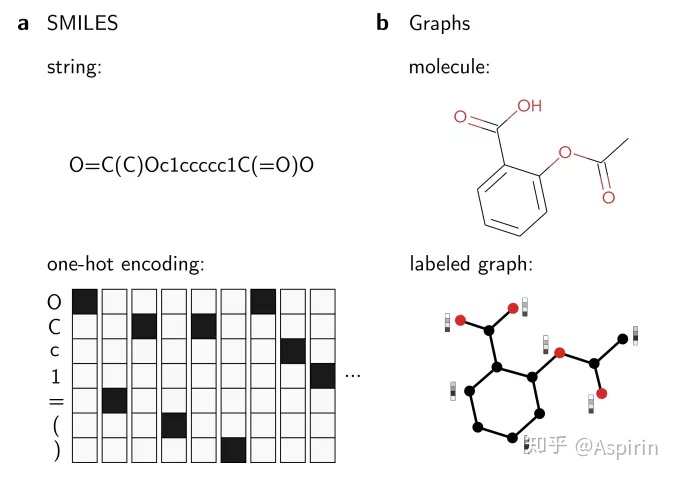 a SMILES
string:
O=C(C)Oc1ccccc1C(=O)O
one-hot encoding:
O
C
c
1
=
(
)
...
b Graphs
molecule:
O
OH
O
O
labeled graph:
知乎 @Aspirin